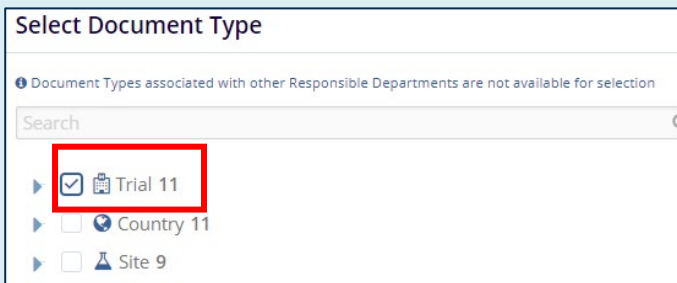 Select Document Type
Document Types associated with other Responsible Departments are not available for selection
Search
Trial 11
Country 11
Site 9